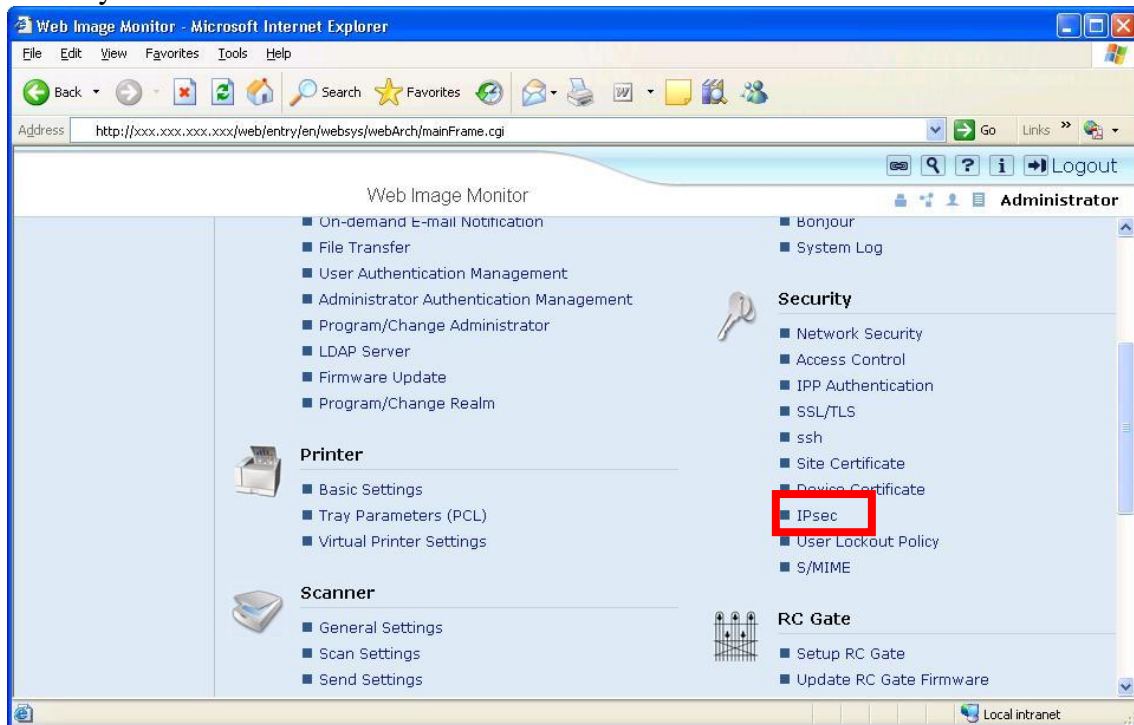 Web Image Monitor - Microsoft Internet Explorer
File Edit View Favorites Tools Help
Back Search Favorites
Address http://xxx.xxx.xxx.xxx/web/entry/en/websys/webArch/mainFrame.cgi Go Links »
Logout
Web Image Monitor
Administrator
On-demand E-mail Notification
File Transfer
User Authentication Management
Administrator Authentication Management
Program/Change Administrator
LDAP Server
Firmware Update
Program/Change Realm
Printer
Basic Settings
Tray Parameters (PCL)
Virtual Printer Settings
Scanner
General Settings
Scan Settings
Send Settings
Bonjour
System Log
Security
Network Security
Access Control
IPP Authentication
SSL/TLS
ssh
Site Certificate
Device Certificate
IPsec
User Lockout Policy
S/MIME
RC Gate
Setup RC Gate
Update RC Gate Firmware
Local intranet